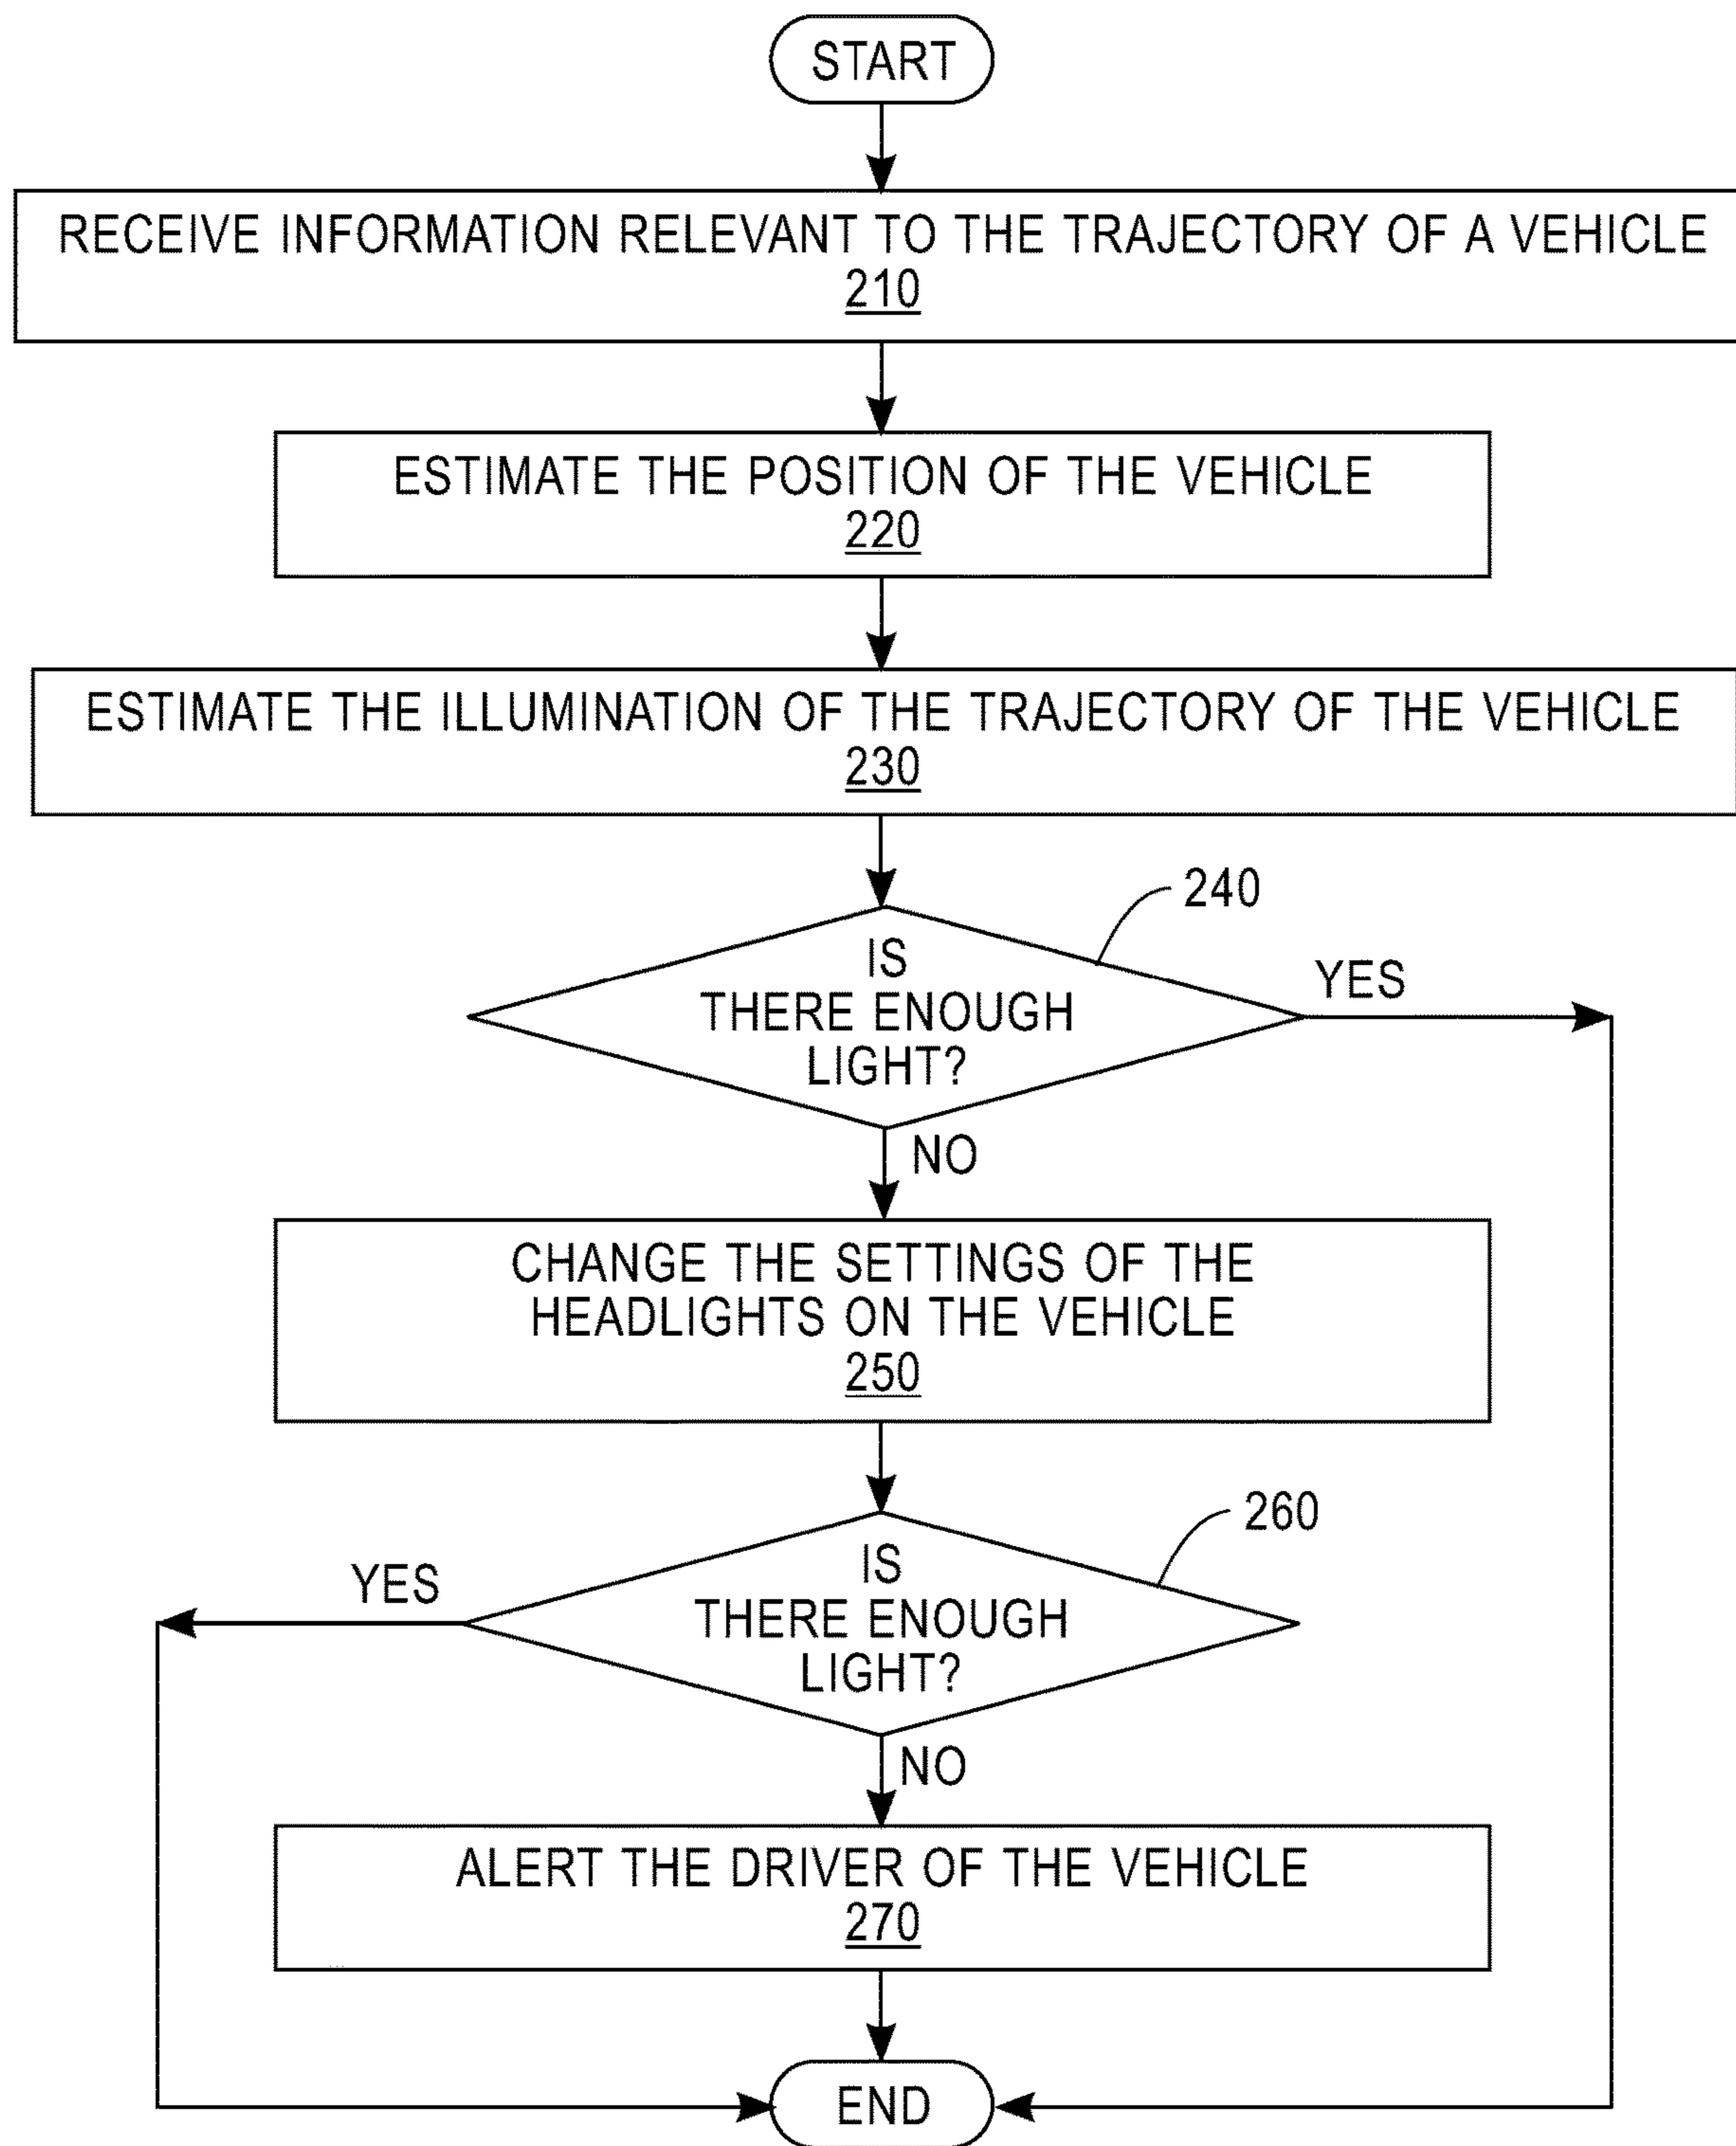 START
RECEIVE INFORMATION RELEVANT TO THE TRAJECTORY OF A VEHICLE
210
ESTIMATE THE POSITION OF THE VEHICLE
220
ESTIMATE THE ILLUMINATION OF THE TRAJECTORY OF THE VEHICLE
230
240
IS
THERE ENOUGH
LIGHT?
YES
NO
CHANGE THE SETTINGS OF THE
HEADLIGHTS ON THE VEHICLE
250
260
IS
THERE ENOUGH
LIGHT?
YES
NO
ALERT THE DRIVER OF THE VEHICLE
270
END